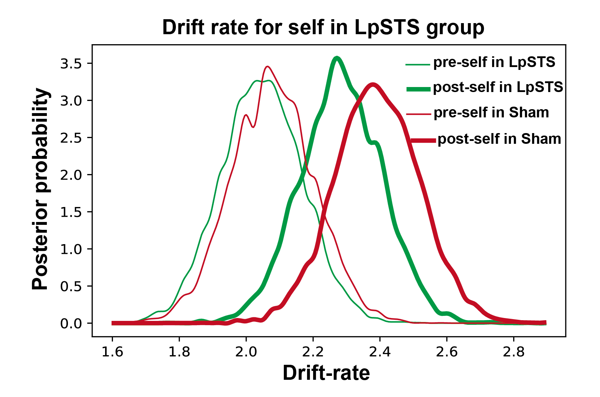 Drift rate for self in LpSTS group
pre-self in LpSTS
post-self in LpSTS
pre-self in Sham
post-self in Sham
Posterior probability
3.5
3.0
2.5
2.0
1.5
1.0
0.5
0.0
1.6 1.8 2.0 2.2 2.4 2.6 2.8
Drift-rate